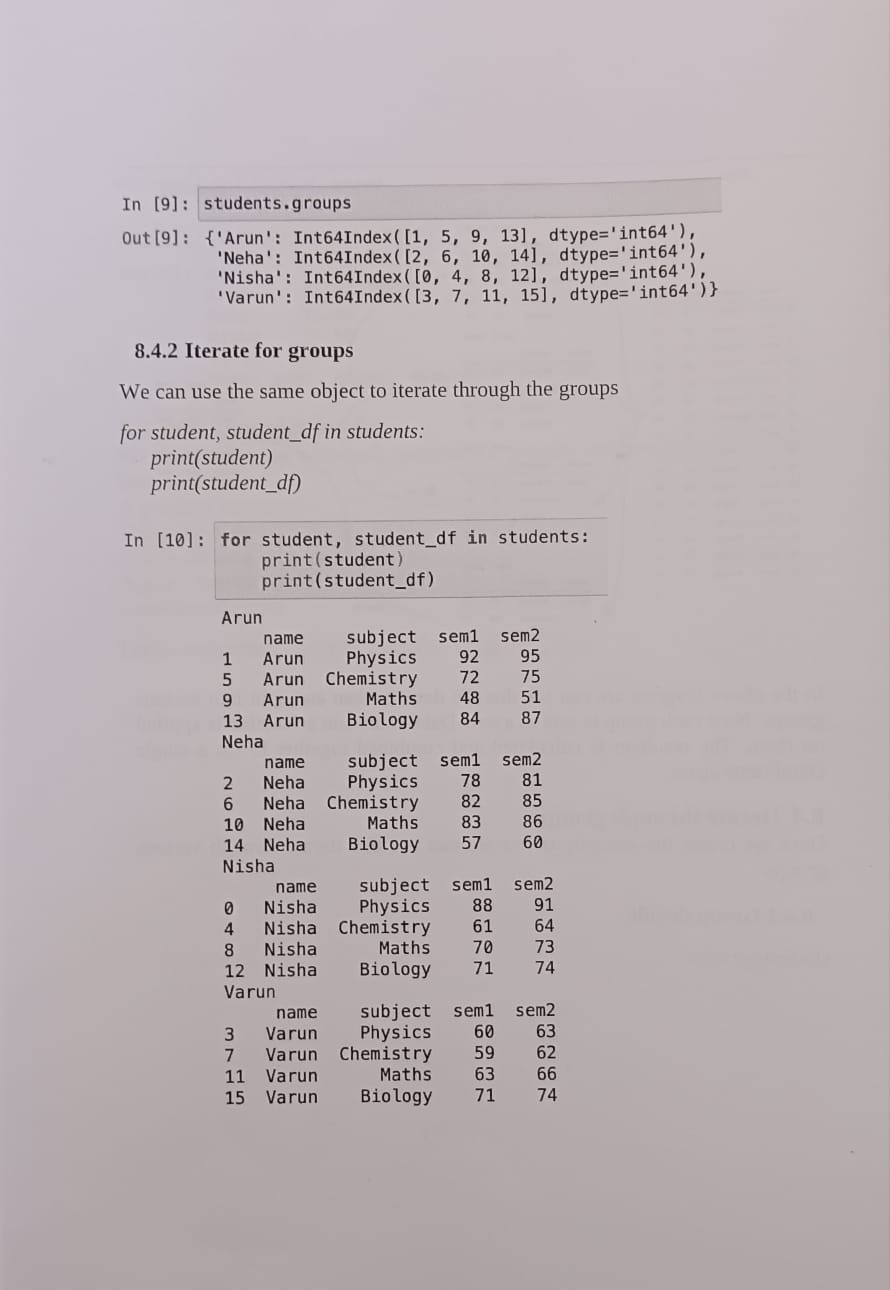 In [9]: students.groups
Out[9]: {'Arun': Int64Index([1, 5, 9, 13], dtype='int64'),
'Neha': Int64Index([2, 6, 10, 14], dtype='int64'),
'Nisha': Int64Index([0, 4, 8, 12], dtype='int64'),
'Varun': Int64Index([3, 7, 11, 15], dtype='int64')}
8.4.2 Iterate for groups
We can use the same object to iterate through the groups
for student, student_df in students:
print(student)
print(student_df)
In [10]: for student, student_df in students:
print(student)
print(student_df)
Arun
name subject sem1 sem2
1 Arun Physics 92 95
5 Arun Chemistry 72 75
9 Arun Maths 48 51
13 Arun Biology 84 87
Neha
name subject sem1 sem2
2 Neha Physics 78 81
6 Neha Chemistry 82 85
10 Neha Maths 83 86
14 Neha Biology 57 60
Nisha
name subject sem1 sem2
0 Nisha Physics 88 91
4 Nisha Chemistry 61 64
8 Nisha Maths 70 73
12 Nisha Biology 71 74
Varun
name subject sem1 sem2
3 Varun Physics 60 63
7 Varun Chemistry 59 62
11 Varun Maths 63 66
15 Varun Biology 71 74